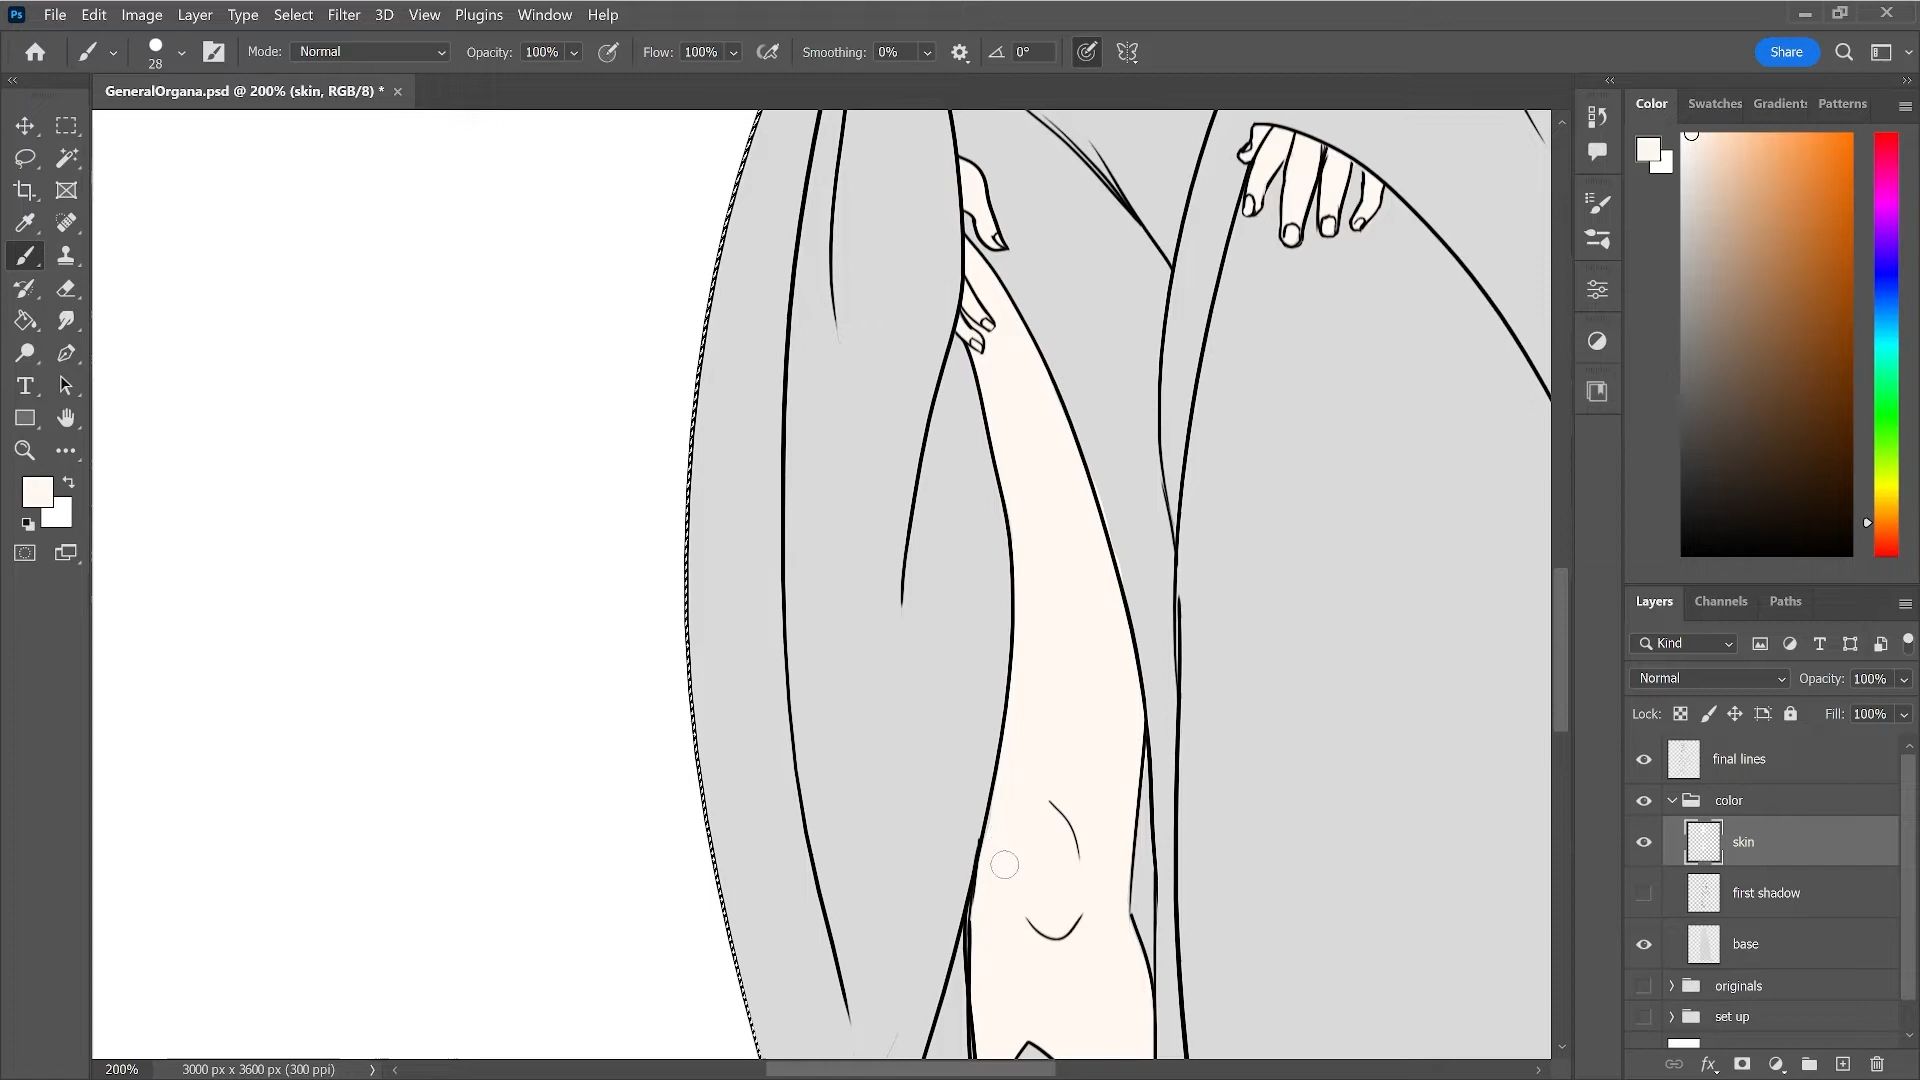 Ps File Edit Image Layer Type Select Filter 3D View Plugins Window Help
28 Mode: Normal Opacity: 100% Flow: 100% Smoothing: 0% 0° Share
GeneralOrgana.psd @ 200% (skin, RGB/8) *
Color Swatches Gradients Patterns
Layers Channels Paths
Kind
Normal Opacity: 100%
Lock: Fill: 100%
final lines
color
skin
first shadow
base
originals
set up
fx
200% 3000 px x 3600 px (300 ppi)